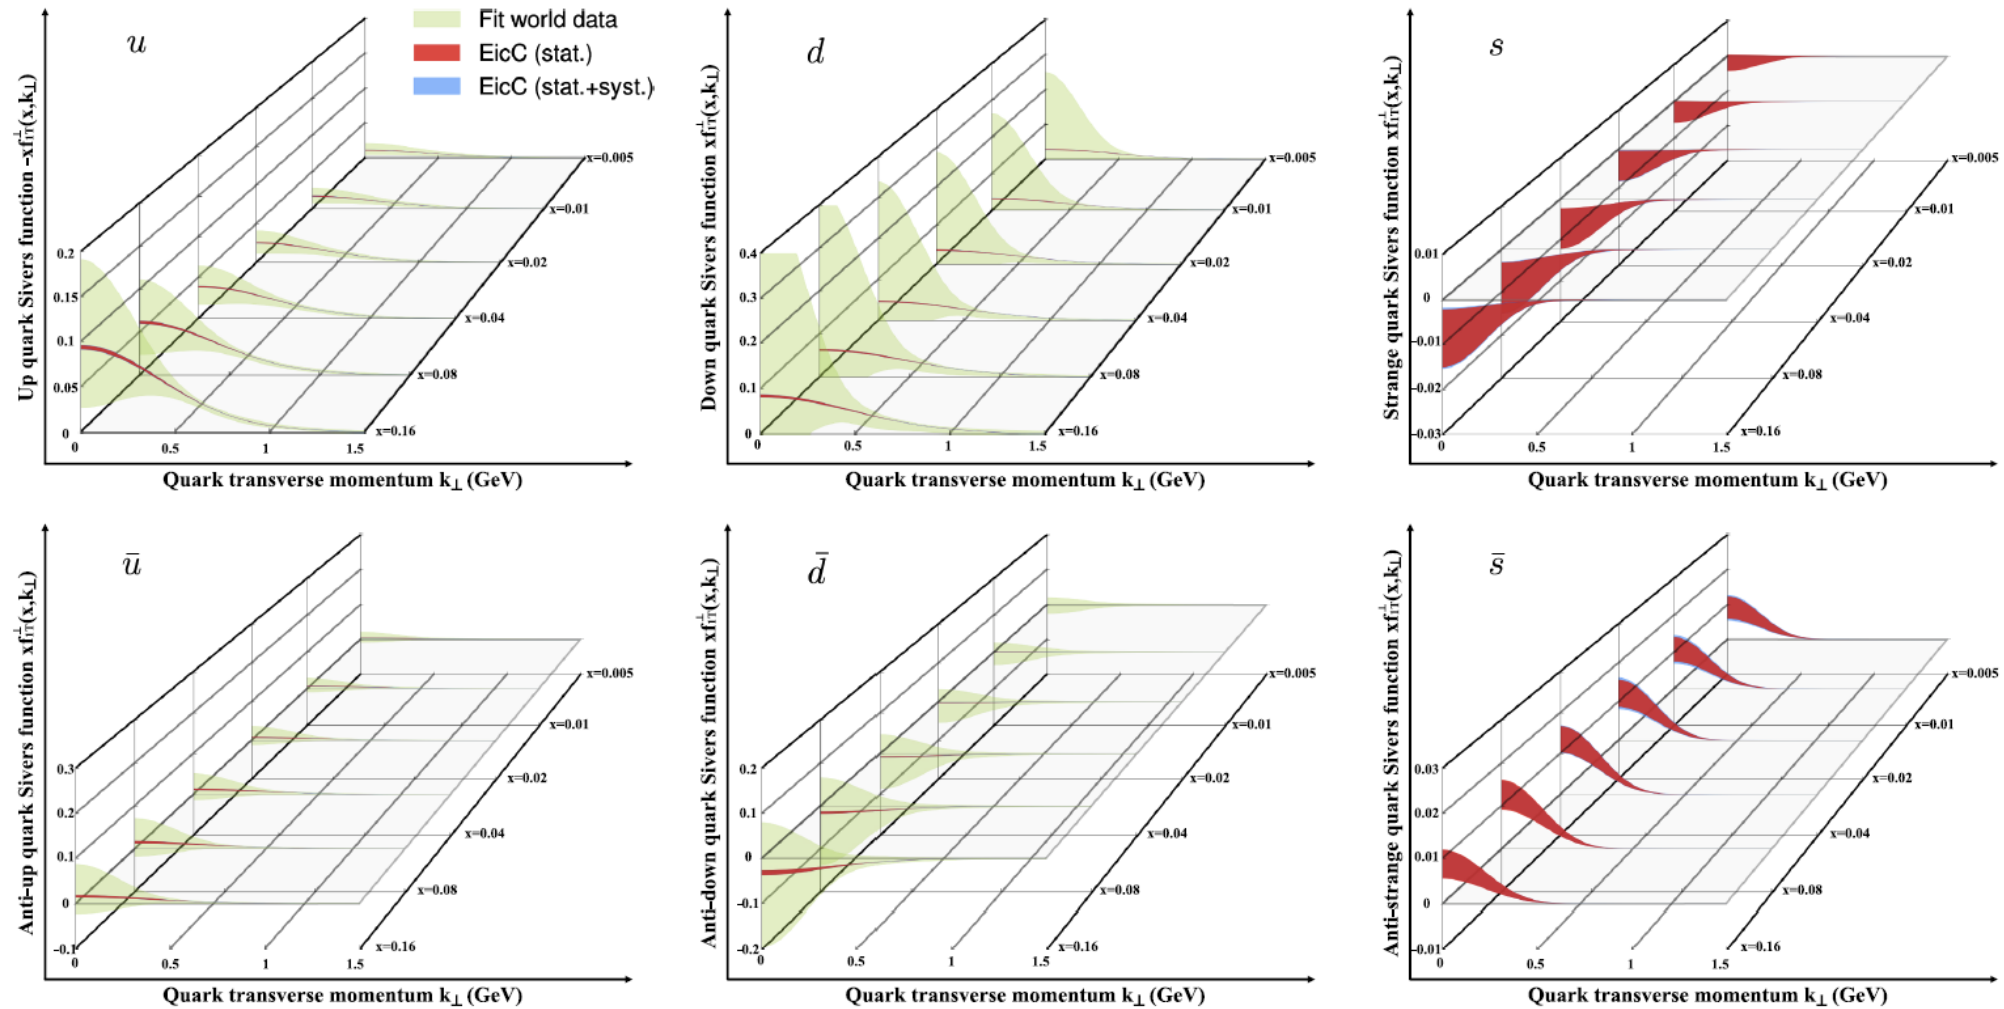 u
Fit world data
EicC (stat.)
EicC (stat.+syst.)
Up quark Sivers function -xf⊥1T(x,k⊥)
0.2
0.15
0.1
0.05
0
0
0.5
1
1.5
x=0.005
x=0.01
x=0.02
x=0.04
x=0.08
x=0.16
Quark transverse momentum k⊥ (GeV)
d
Down quark Sivers function xf⊥1T(x,k⊥)
0.4
0.3
0.2
0.1
0
0
0.5
1
1.5
x=0.005
x=0.01
x=0.02
x=0.04
x=0.08
x=0.16
Quark transverse momentum k⊥ (GeV)
s
Strange quark Sivers function xf⊥1T(x,k⊥)
0.01
0
-0.01
-0.02
-0.03
0
0.5
1
1.5
x=0.005
x=0.01
x=0.02
x=0.04
x=0.08
x=0.16
Quark transverse momentum k⊥ (GeV)
ū
Anti-up quark Sivers function xf⊥1T(x,k⊥)
0.3
0.2
0.1
0
-0.1
0
0.5
1
1.5
x=0.005
x=0.01
x=0.02
x=0.04
x=0.08
x=0.16
Quark transverse momentum k⊥ (GeV)
d̄
Anti-down quark Sivers function xf⊥1T(x,k⊥)
0.2
0.1
0
-0.1
-0.2
0
0.5
1
1.5
x=0.005
x=0.01
x=0.02
x=0.04
x=0.08
x=0.16
Quark transverse momentum k⊥ (GeV)
s̄
Anti-strange quark Sivers function xf⊥1T(x,k⊥)
0.03
0.02
0.01
0
-0.01
0
0.5
1
1.5
x=0.005
x=0.01
x=0.02
x=0.04
x=0.08
x=0.16
Quark transverse momentum k⊥ (GeV)